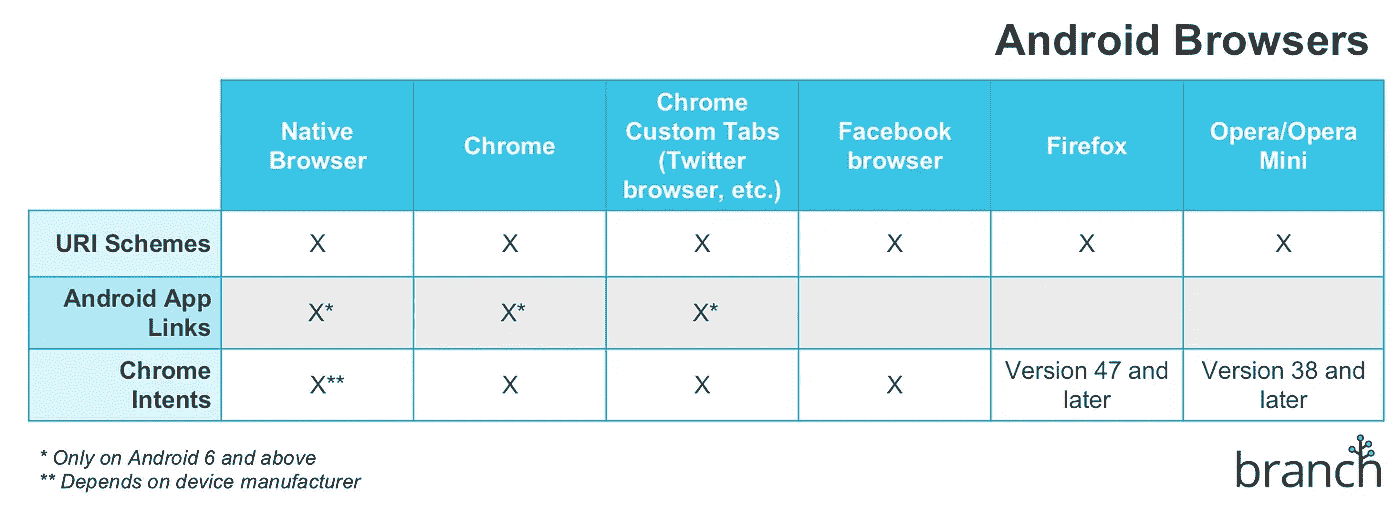 Android Browsers
Native
Browser
Chrome
Chrome
Custom Tabs
(Twitter
browser, etc.)
Facebook
browser
Firefox
Opera/Opera
Mini
URI Schemes
X
X
X
X
X
X
Android App
Links
X*
X*
X*
Chrome
Intents
X**
X
X
X
Version 47 and
later
Version 38 and
later
* Only on Android 6 and above
** Depends on device manufacturer
branch